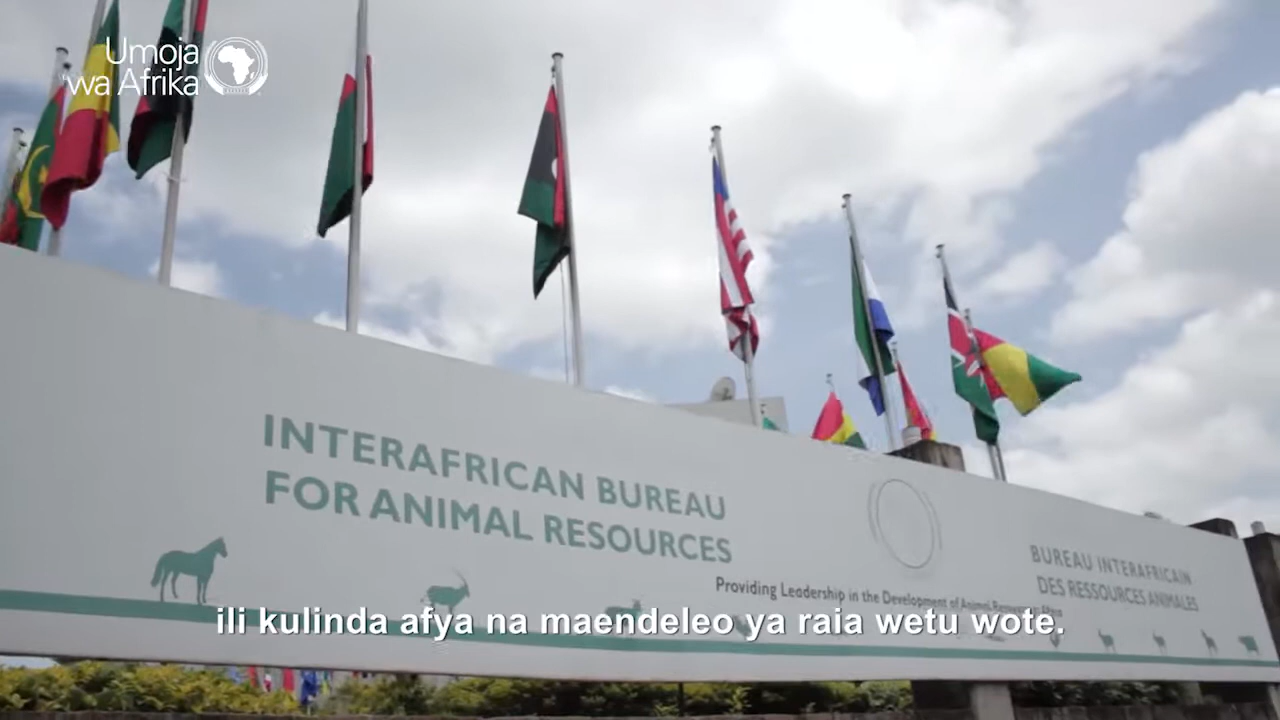 Umoja
wa Afrika
INTERAFRICAN BUREAU
FOR ANIMAL RESOURCES
BUREAU INTERAFRICAIN
DES RESSOURCES ANIMALES
Providing Leadership in the Development of Animal
ili kulinda afya na maendeleo ya raia wetu wote.